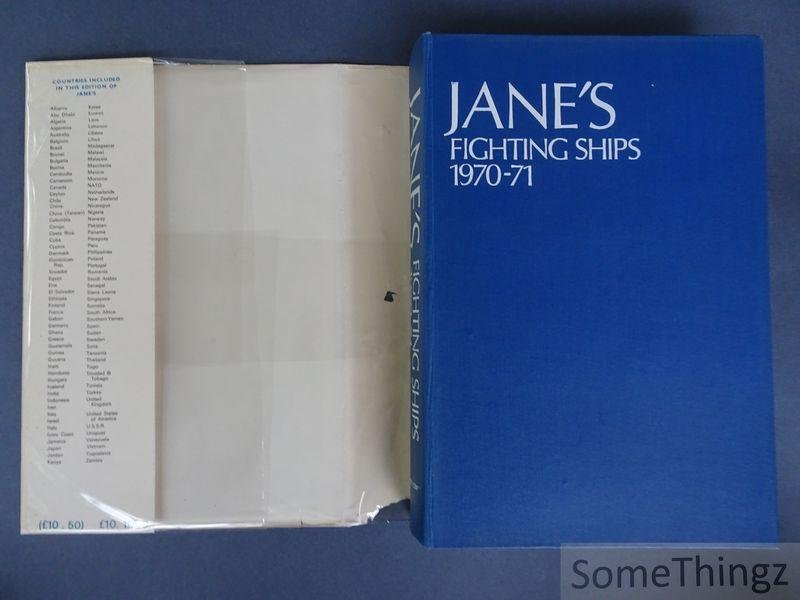 COUNTRIES INCLUDED
IN THIS EDITION OF
JANE'S
Albania
Abu Dhabi
Algeria
Argentina
Australia
Belgium
Brazil
Brunei
Bulgaria
Burma
Cambodia
Cameroon
Canada
Ceylon
Chile
China
China (Taiwan)
Colombia
Congo
Costa Rica
Cuba
Cyprus
Denmark
Dominican
Rep.
Ecuador
Egypt
Eire
El Salvador
Ethiopia
Finland
France
Gabon
Germany
Ghana
Greece
Guatemala
Guinea
Guyana
Haiti
Honduras
Hungary
Iceland
India
Indonesia
Iran
Iraq
Israel
Italy
Ivory Coast
Jamaica
Japan
Jordan
Kenya
Korea
Kuwait
Laos
Lebanon
Liberia
Libya
Madagascar
Malawi
Malaysia
Mauritania
Mexico
Morocco
NATO
Netherlands
New Zealand
Nicaragua
Nigeria
Norway
Pakistan
Panama
Paraguay
Peru
Philippines
Poland
Portugal
Romania
Saudi Arabia
Senegal
Sierra Leone
Singapore
Somalia
South Africa
Southern Yemen
Spain
Sudan
Sweden
Syria
Tanzania
Thailand
Togo
Trinidad &
Tobago
Tunisia
Turkey
United
Kingdom
United States
of America
U.S.S.R.
Uruguay
Venezuela
Vietnam
Yugoslavia
Zambia
(£10.50) £10.
JANE'S FIGHTING SHIPS
JANE'S
FIGHTING SHIPS
1970-71
SomeThingz